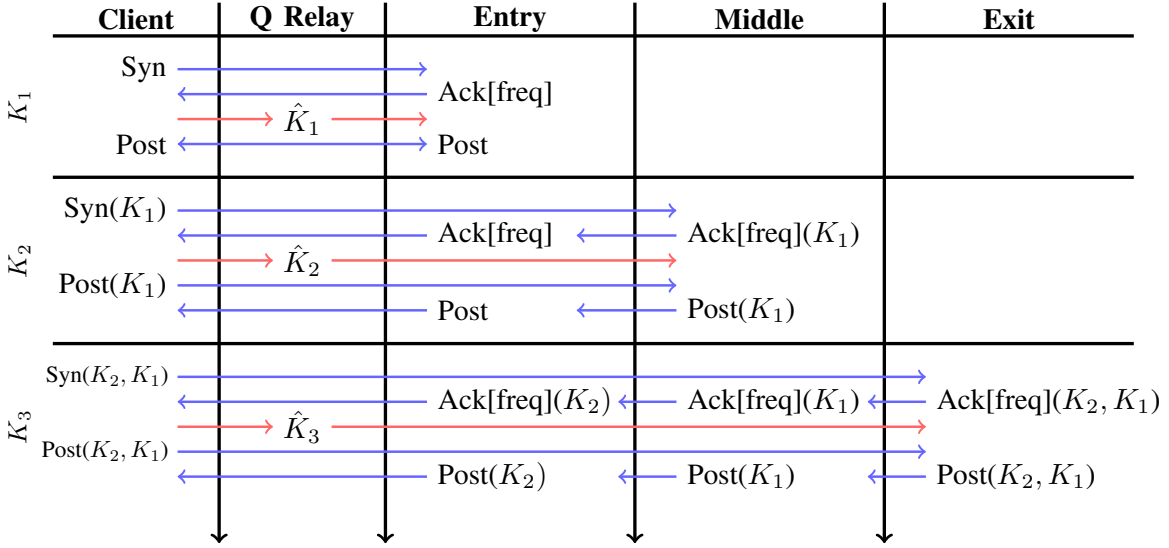 Client Q Relay Entry Middle Exit
K₁
Syn
Ack[freq]
K̂₁
Post Post
K₂
Syn(K₁)
Ack[freq] Ack[freq](K₁)
K̂₂
Post(K₁)
Post Post(K₁)
K₃
Syn(K₂, K₁)
Ack[freq](K₂) Ack[freq](K₁) Ack[freq](K₂, K₁)
K̂₃
Post(K₂, K₁)
Post(K₂) Post(K₁) Post(K₂, K₁)